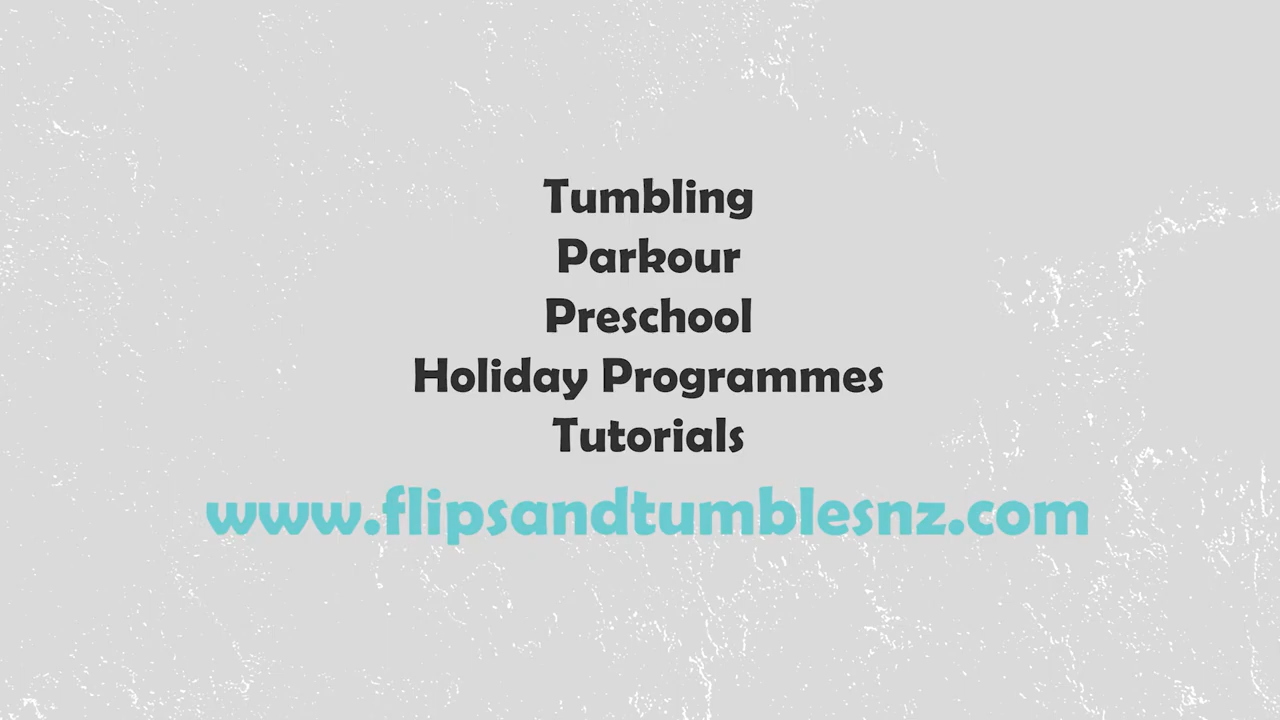 Tumbling
Parkour
Preschool
Holiday Programmes
Tutorials
www.flipsandtumblesnz.com